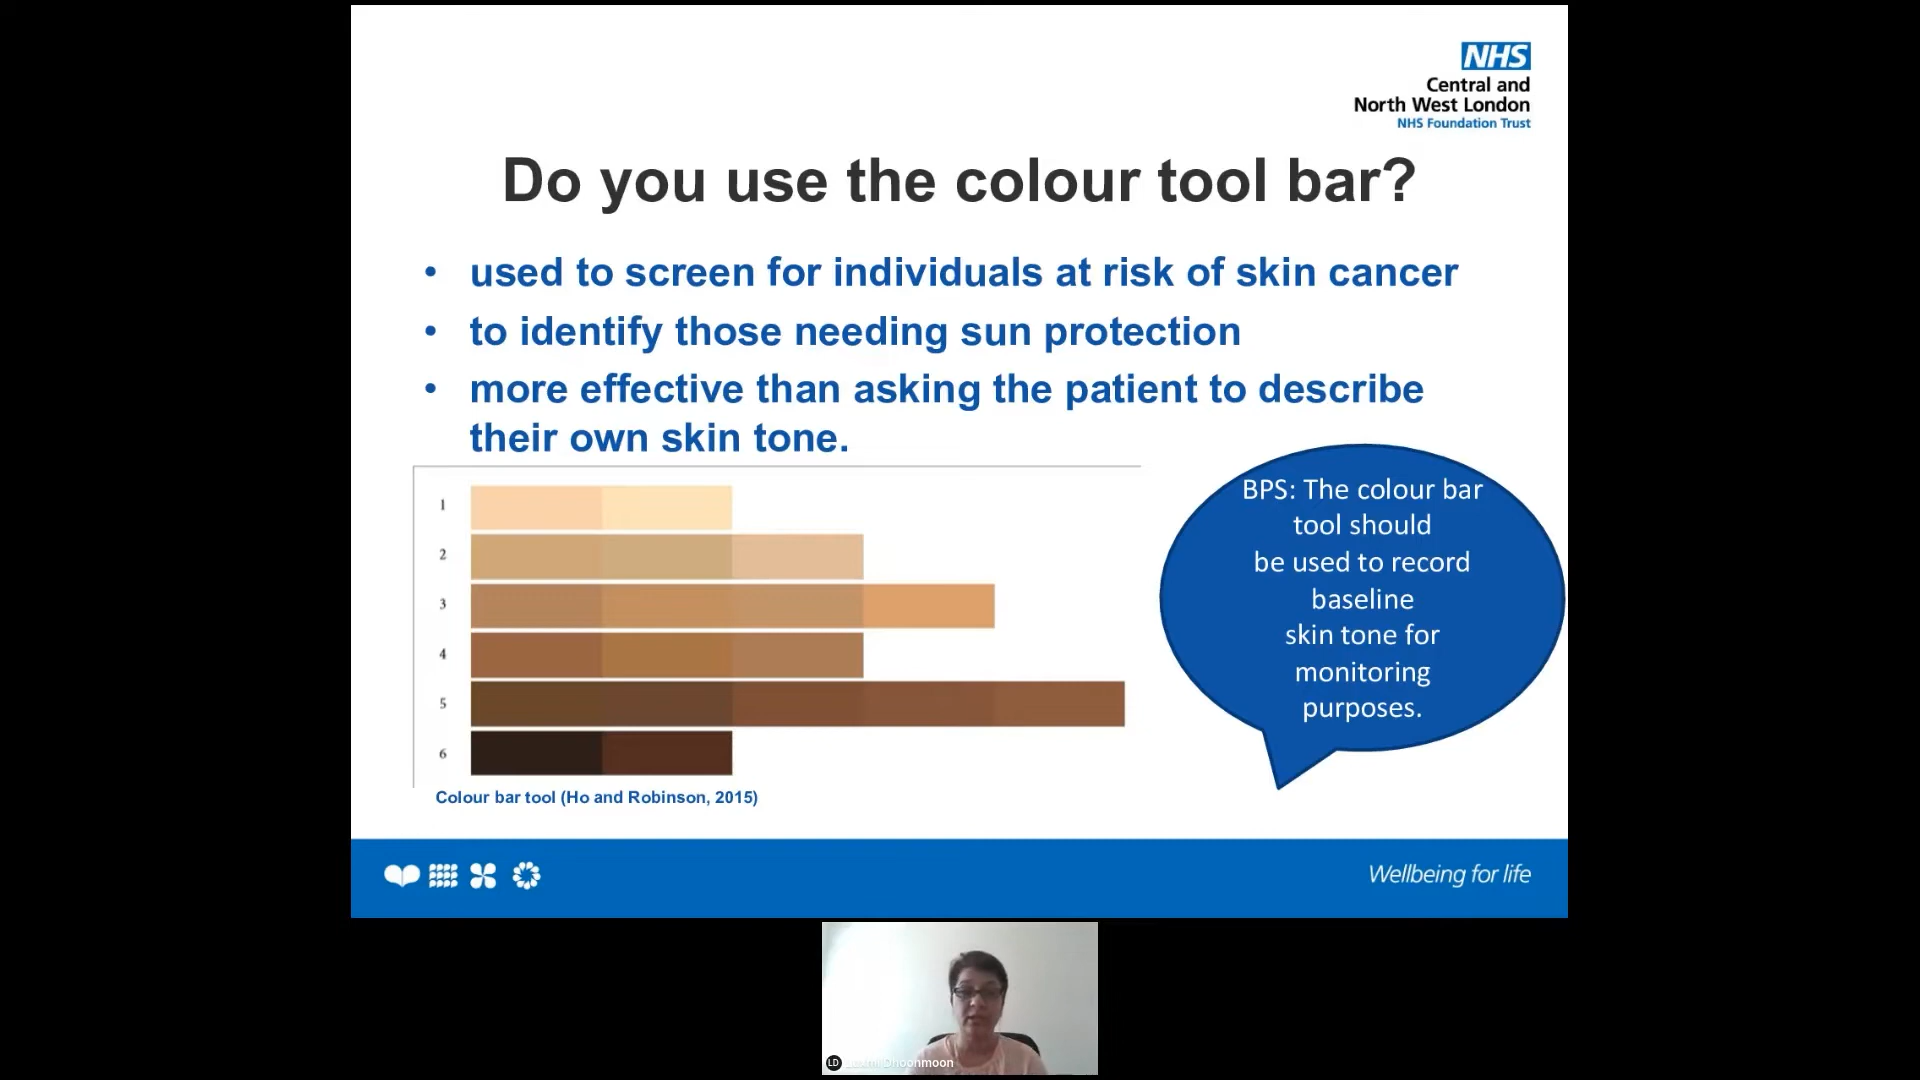 NHS
Central and
North West London
NHS Foundation Trust
Do you use the colour tool bar?
• used to screen for individuals at risk of skin cancer
• to identify those needing sun protection
• more effective than asking the patient to describe
their own skin tone.
1
2
3
4
5
6
Colour bar tool (Ho and Robinson, 2015)
BPS: The colour bar
tool should
be used to record
baseline
skin tone for
monitoring
purposes.
Wellbeing for life
LD
Dhoonmoon